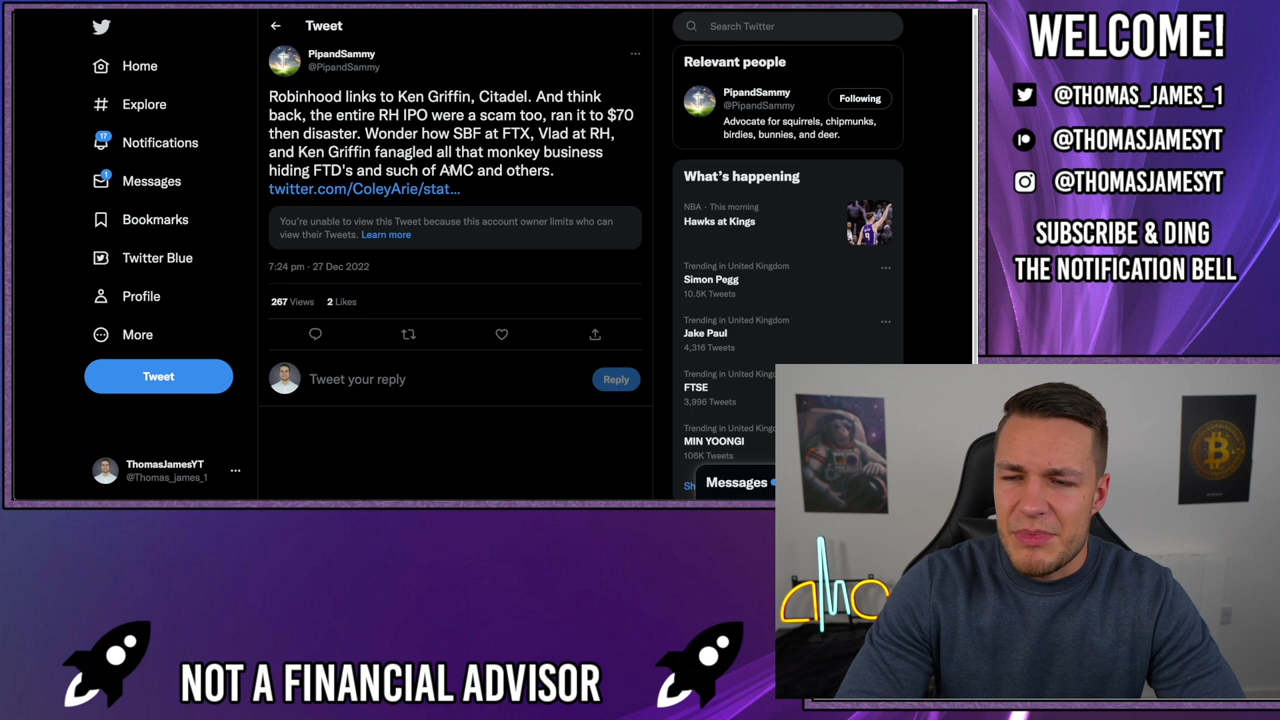 Home
Explore
17
Notifications
1
Messages
Bookmarks
Twitter Blue
Profile
More
Tweet
ThomasJamesYT
@Thomas_james_1
Tweet
PipandSammy
@PipandSammy
Robinhood links to Ken Griffin, Citadel. And think
back, the entire RH IPO were a scam too, ran it to $70
then disaster. Wonder how SBF at FTX, Vlad at RH,
and Ken Griffin fanagled all that monkey business
hiding FTD's and such of AMC and others.
twitter.com/ColeyArie/stat...
You're unable to view this Tweet because this account owner limits who can
view their Tweets. Learn more
7:24 pm · 27 Dec 2022
267 Views 2 Likes
Tweet your reply
Reply
Search Twitter
Relevant people
PipandSammy
@PipandSammy
Following
Advocate for squirrels, chipmunks,
birdies, bunnies, and deer.
What's happening
NBA · This morning
Hawks at Kings
Trending in United Kingdom
Simon Pegg
10.5K Tweets
Trending in United Kingdom
Jake Paul
4,316 Tweets
Trending in United Kingd
FTSE
3,996 Tweets
Trending in United Kingd
MIN YOONGI
106K Tweets
Sh
Messages
WELCOME!
@THOMAS_JAMES_1
@THOMASJAMESYT
@THOMASJAMESYT
SUBSCRIBE & DING
THE NOTIFICATION BELL
NOT A FINANCIAL ADVISOR